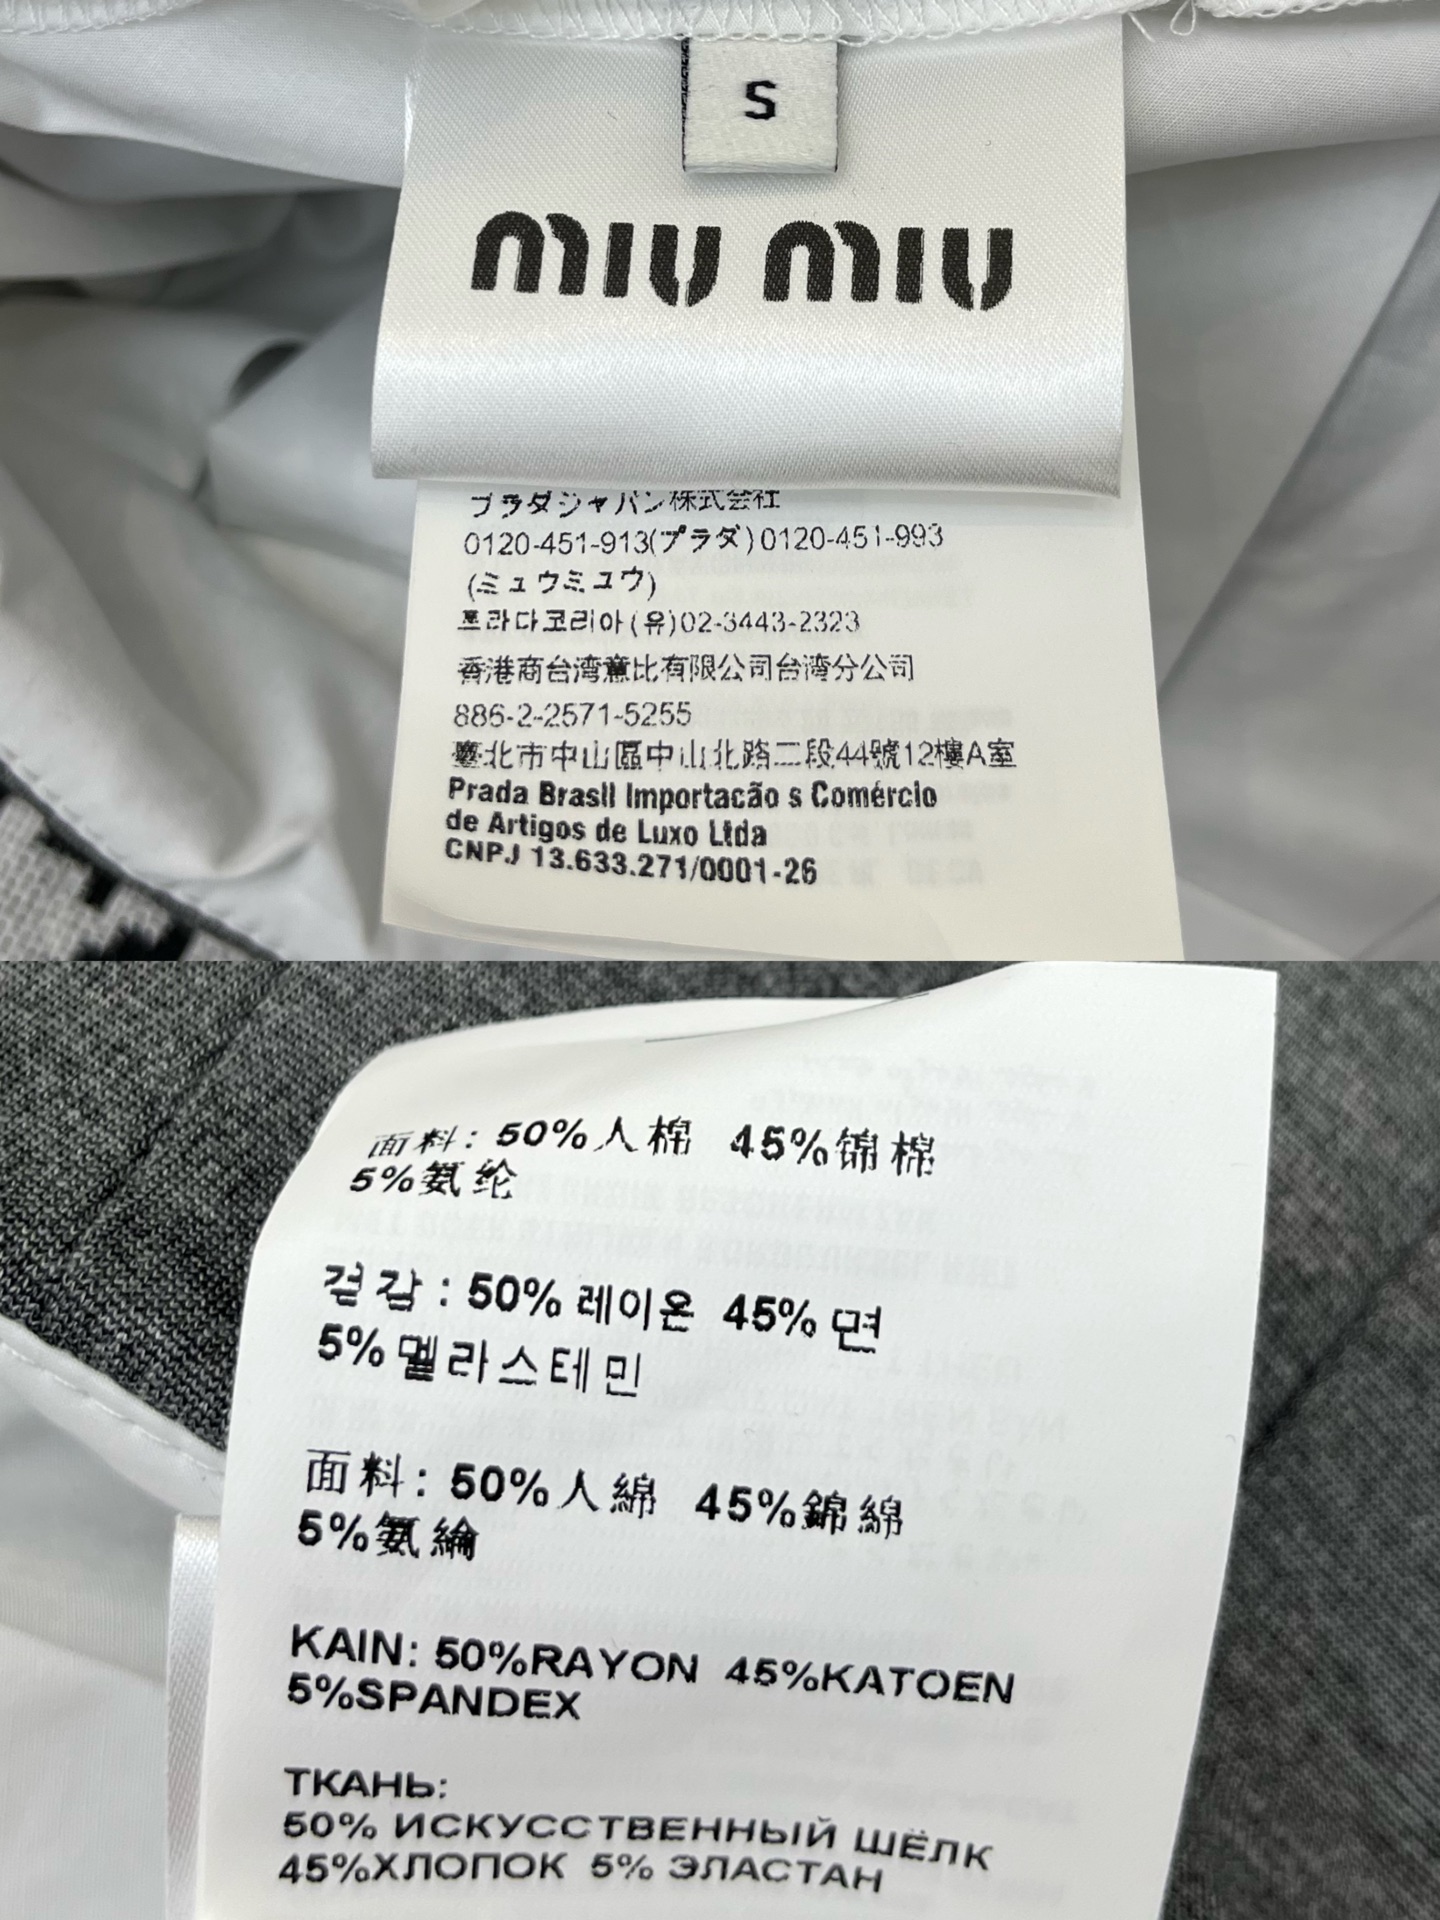 S
miu miu
プラダジャパン株式会社
0120-451-913(プラダ)0120-451-993
(ミュウミユウ)
프라다코리아(유)02-3443-2323
香港商台湾意比有限公司台湾分公司
886-2-2571-5255
臺北市中山區中山北路二段44號12樓A室
Prada Brasil Importacão s Comércio
de Artigos de Luxo Ltda
CNPJ 13.633.271/0001-26
面料: 50%人棉 45%锦棉
5%氨纶
겉감: 50%레이온 45%면
5%멜라스테민
面料: 50%人綿 45%錦綿
5%氨綸
KAIN: 50%RAYON 45%KATOEN
5%SPANDEX
ТКАНЬ:
50% ИСКУССТВЕННЫЙ ШЁЛК
45%ХЛОПОК 5% ЭЛАСТАН